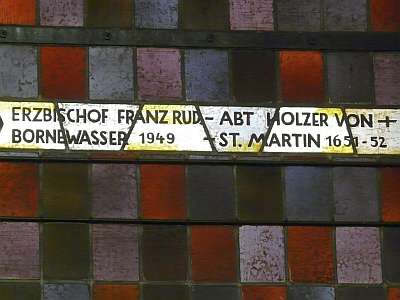 ERZBISCHOF FRANZ RUD- ABT HOLZER VON +
BORNEWASSER 1949 - ST. MARTIN 1651-52